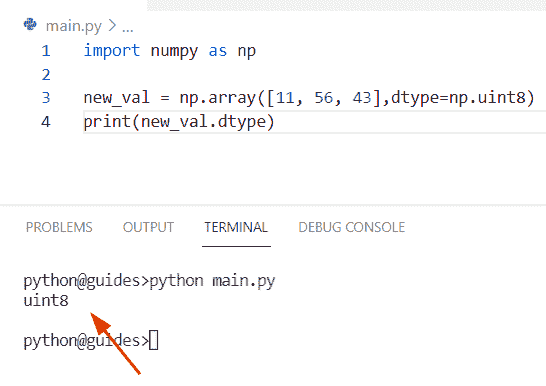 main.py > ...
1 import numpy as np
2
3 new_val = np.array([11, 56, 43],dtype=np.uint8)
4 print(new_val.dtype)
PROBLEMS OUTPUT TERMINAL DEBUG CONSOLE
python@guides>python main.py
uint8
python@guides>